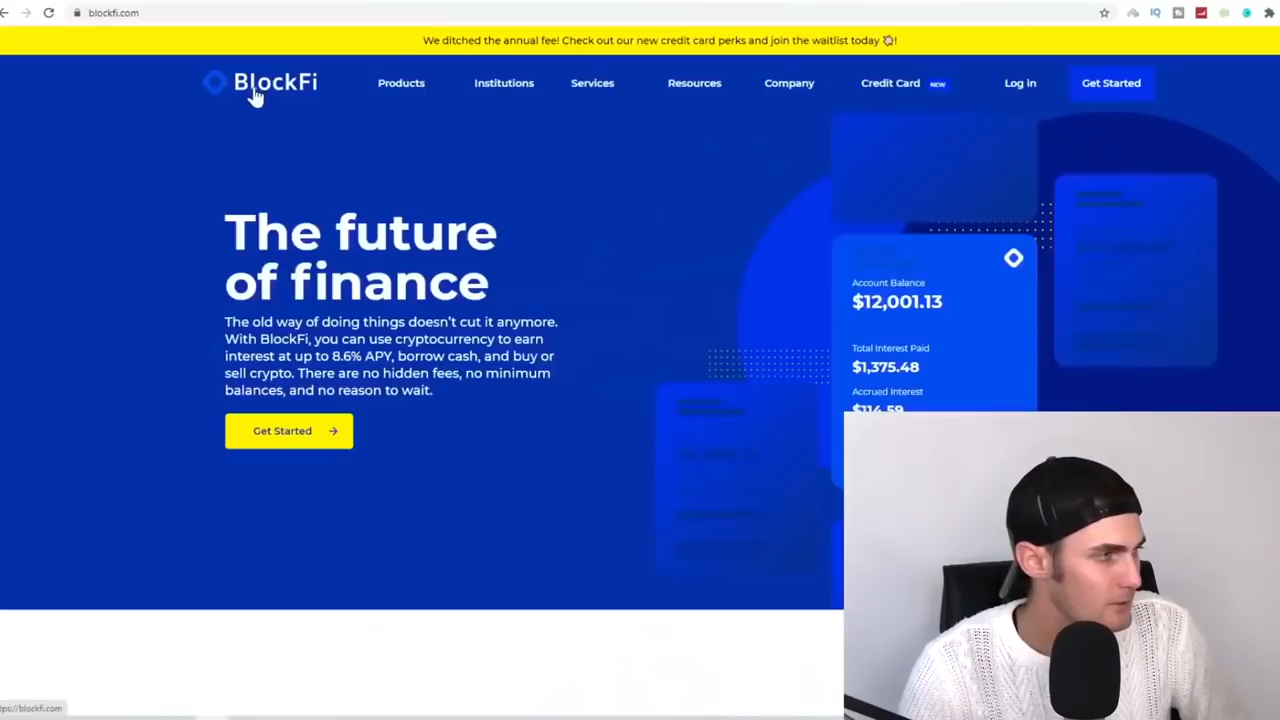 blockfi.com
We ditched the annual fee! Check out our new credit card perks and join the waitlist today 💥!
BlockFi
Products
Institutions
Services
Resources
Company
Credit Card
NEW
Log in
Get Started
The future
of finance
The old way of doing things doesn't cut it anymore.
With BlockFi, you can use cryptocurrency to earn
interest at up to 8.6% APY, borrow cash, and buy or
sell crypto. There are no hidden fees, no minimum
balances, and no reason to wait.
Get Started →
Account Balance
$12,001.13
Total Interest Paid
$1,375.48
Accrued Interest
$114.59
ttps://blockfi.com